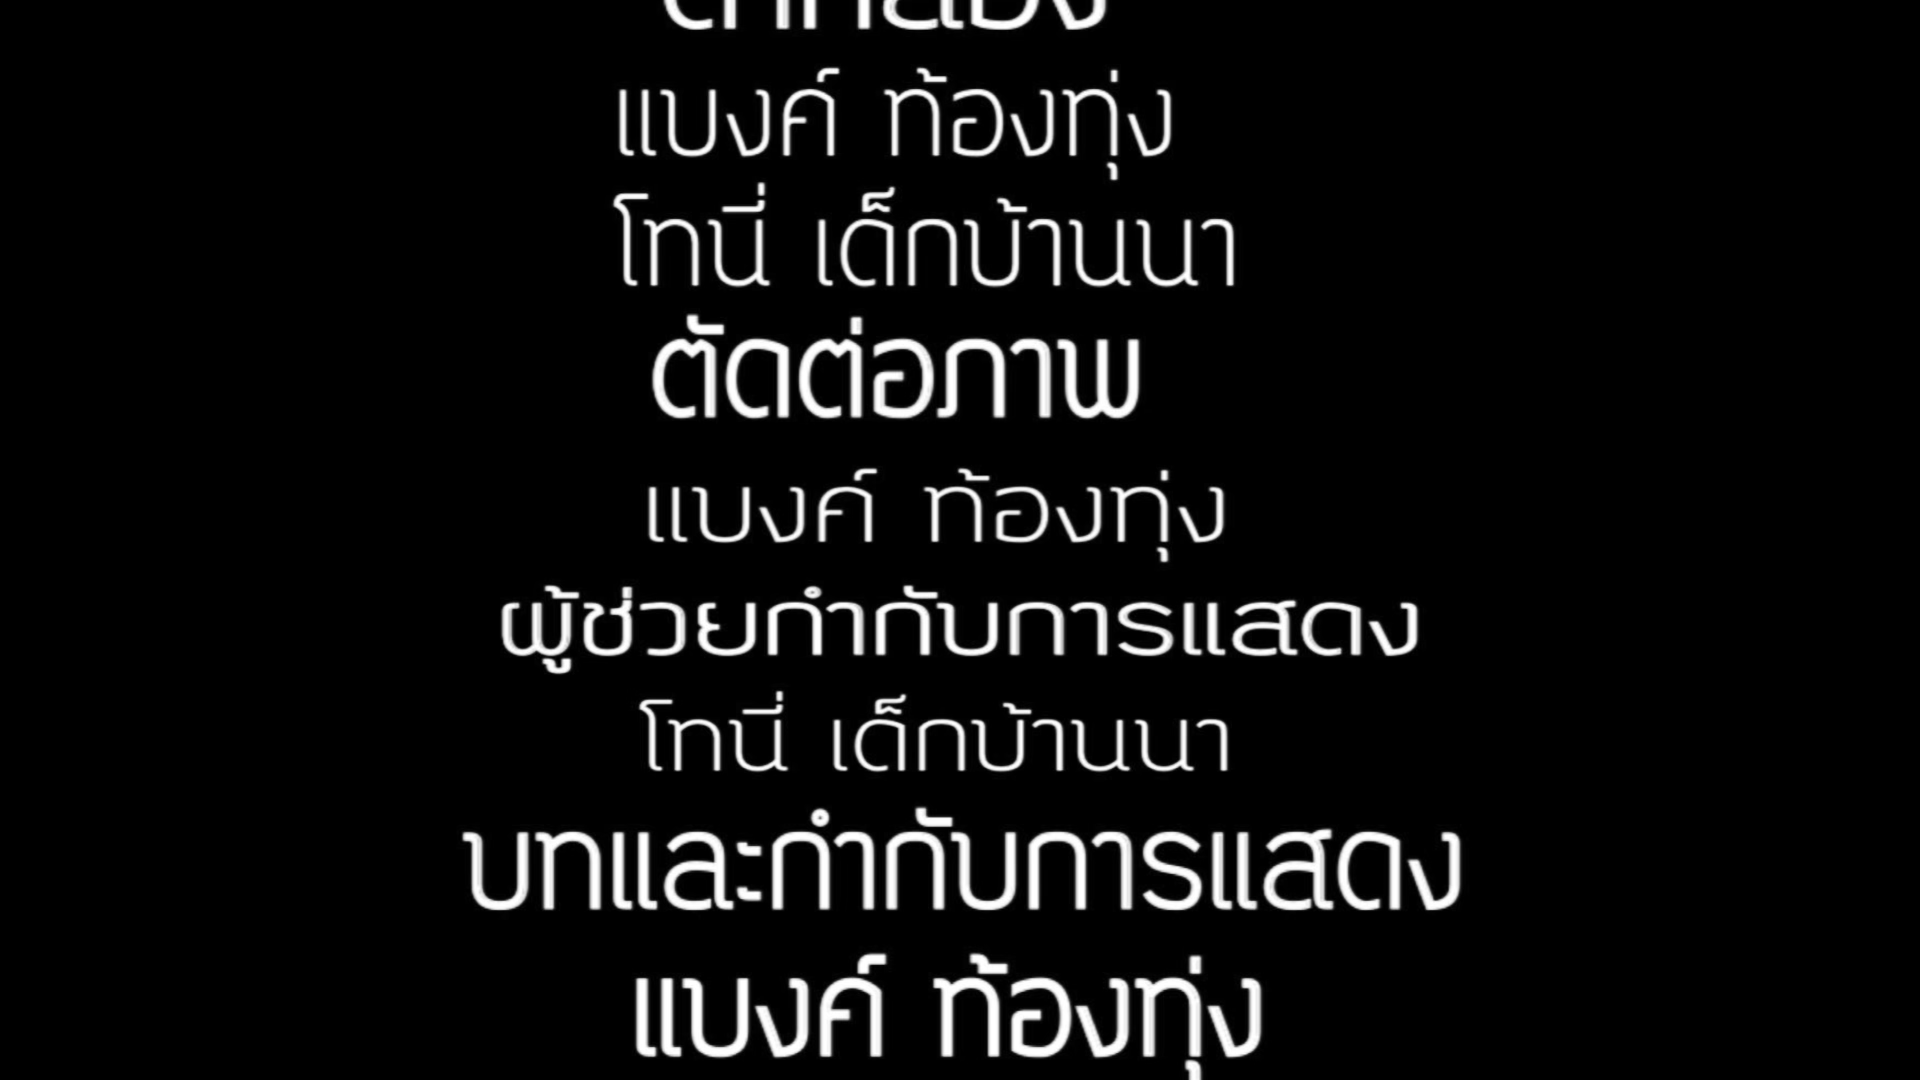 แบงค์ ท้องทุ่ง
โทนี่ เด็กบ้านนา
ตัดต่อภาพ
แบงค์ ท้องทุ่ง
ผู้ช่วยกำกับการแสดง
โทนี่ เด็กบ้านนา
บทและกำกับการแสดง
แบงค์ ท้องทุ่ง